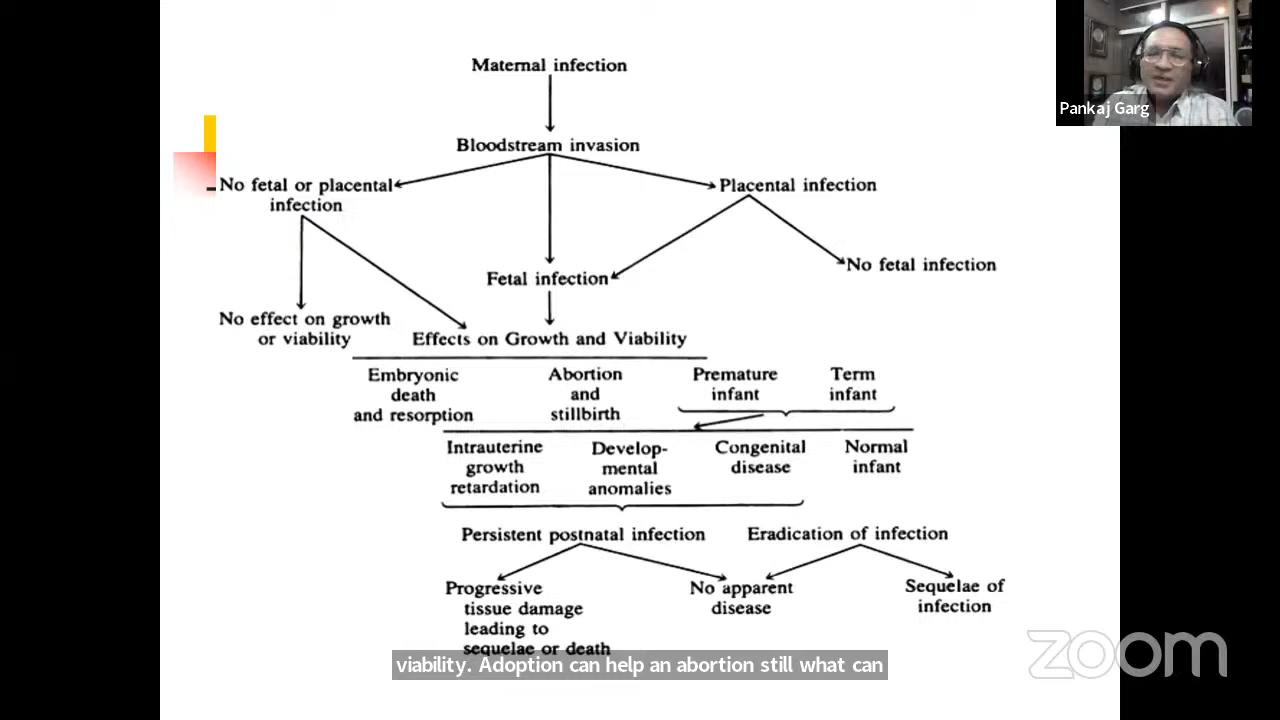 Maternal infection
Pankaj Garg
Bloodstream invasion
No fetal or placental
infection
Placental infection
Fetal infection
No fetal infection
No effect on growth
or viability
Effects on Growth and Viability
Embryonic
death
and resorption
Abortion
and
stillbirth
Premature
infant
Term
infant
Intrauterine
growth
retardation
Develop-
mental
anomalies
Congenital
disease
Normal
infant
Persistent postnatal infection
Eradication of infection
Progressive
tissue damage
leading to
sequelae or death
No apparent
disease
Sequelae of
infection
viability. Adoption can help an abortion still what can
zoom